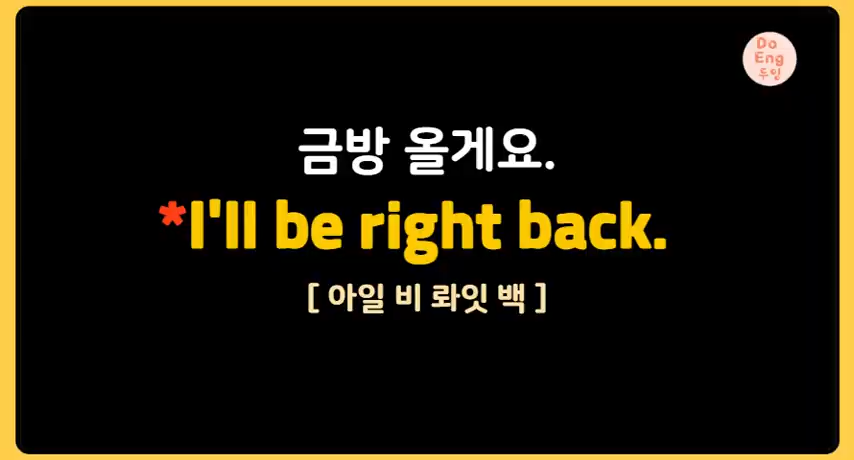 Do
Eng
두잉
금방 올게요.
*I'll be right back.
[ 아일 비 롸잇 백 ]